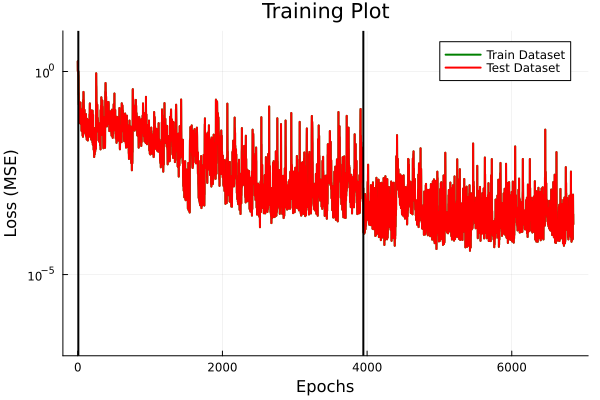 Training Plot
Train Dataset
Test Dataset
Loss (MSE)
10⁰
10⁻⁵
0 2000 4000 6000
Epochs